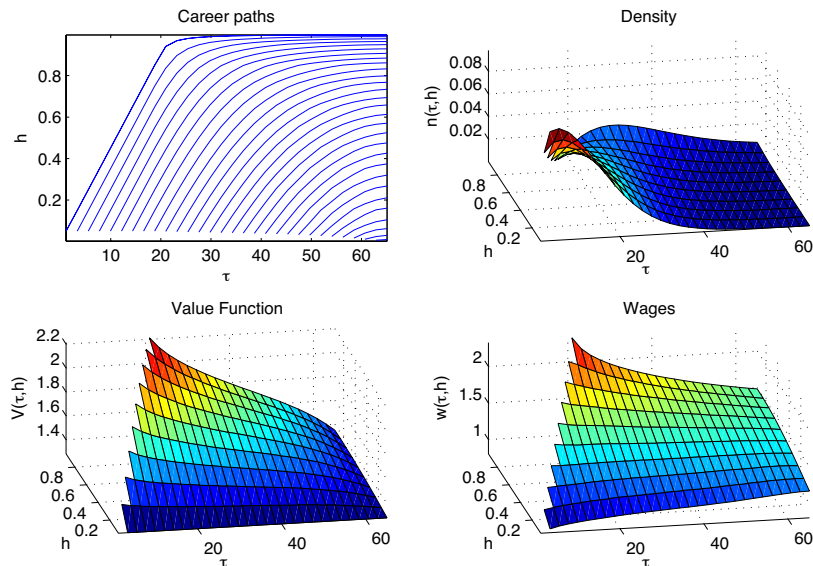 Career paths
0.8
0.6
0.4
0.2
h
10
20
30
40
50
60
τ
Density
0.08
0.06
0.04
0.02
n(τ,h)
0.8
0.6
0.4
0.2
h
20
40
60
τ
Value Function
2.2
2
1.8
1.6
1.4
V(τ,h)
0.8
0.6
0.4
0.2
h
20
40
60
τ
Wages
2
1.5
1
w(τ,h)
0.8
0.6
0.4
0.2
h
20
40
60
τ